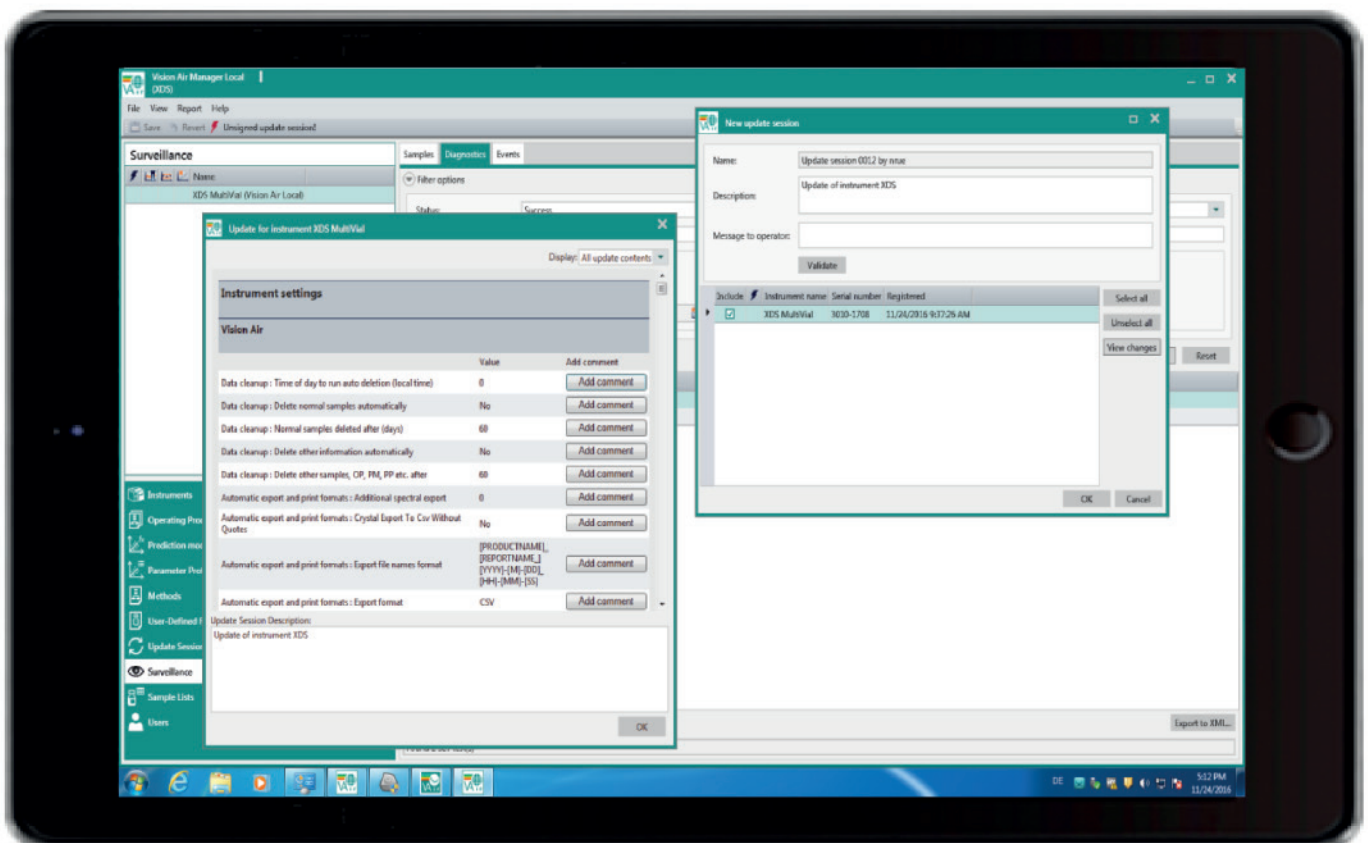 Vision Air Manager Local
(XDS)
File View Report Help
Save Revert Unsigned update session!
Surveillance
Name
XDS MultiVial (Vision Air Local)
Samples Diagnostics Events
Filter options
Status: Success
Reset
Export to XML...
Instruments
Operating Pro
Prediction mo
Parameter Pro
Methods
User-Defined F
Update Session
Surveillance
Sample Lists
Users
Update for instrument XDS MultiVial
Display: All update contents
Instrument settings
Vision Air
Value Add comment
Data cleanup : Time of day to run auto deletion (local time) 0 Add comment
Data cleanup : Delete normal samples automatically No Add comment
Data cleanup : Normal samples deleted after (days) 60 Add comment
Data cleanup : Delete other information automatically No Add comment
Data cleanup : Delete other samples, OP, PM, PP etc. after 60 Add comment
Automatic export and print formats : Additional spectral export 0 Add comment
Automatic export and print formats : Crystal Export To Csv Without
Quotes No Add comment
Automatic export and print formats : Export file names format Add comment
[PRODUCTNAME]_
[REPORTNAME_]
[YYYY]-[M]-[DD]_
[HH]-[MM]-[SS]
Automatic export and print formats : Export format CSV Add comment
Update Session Description:
Update of instrument XDS
OK
New update session
Name: Update session 0012 by nrue
Description: Update of instrument XDS
Message to operator:
Validate
Include Instrument name Serial number Registered
XDS MultiVial 3010-1708 11/24/2016 9:37:26 AM
Select all
Unselect all
View changes
OK Cancel
DE
5:12 PM
11/24/2016